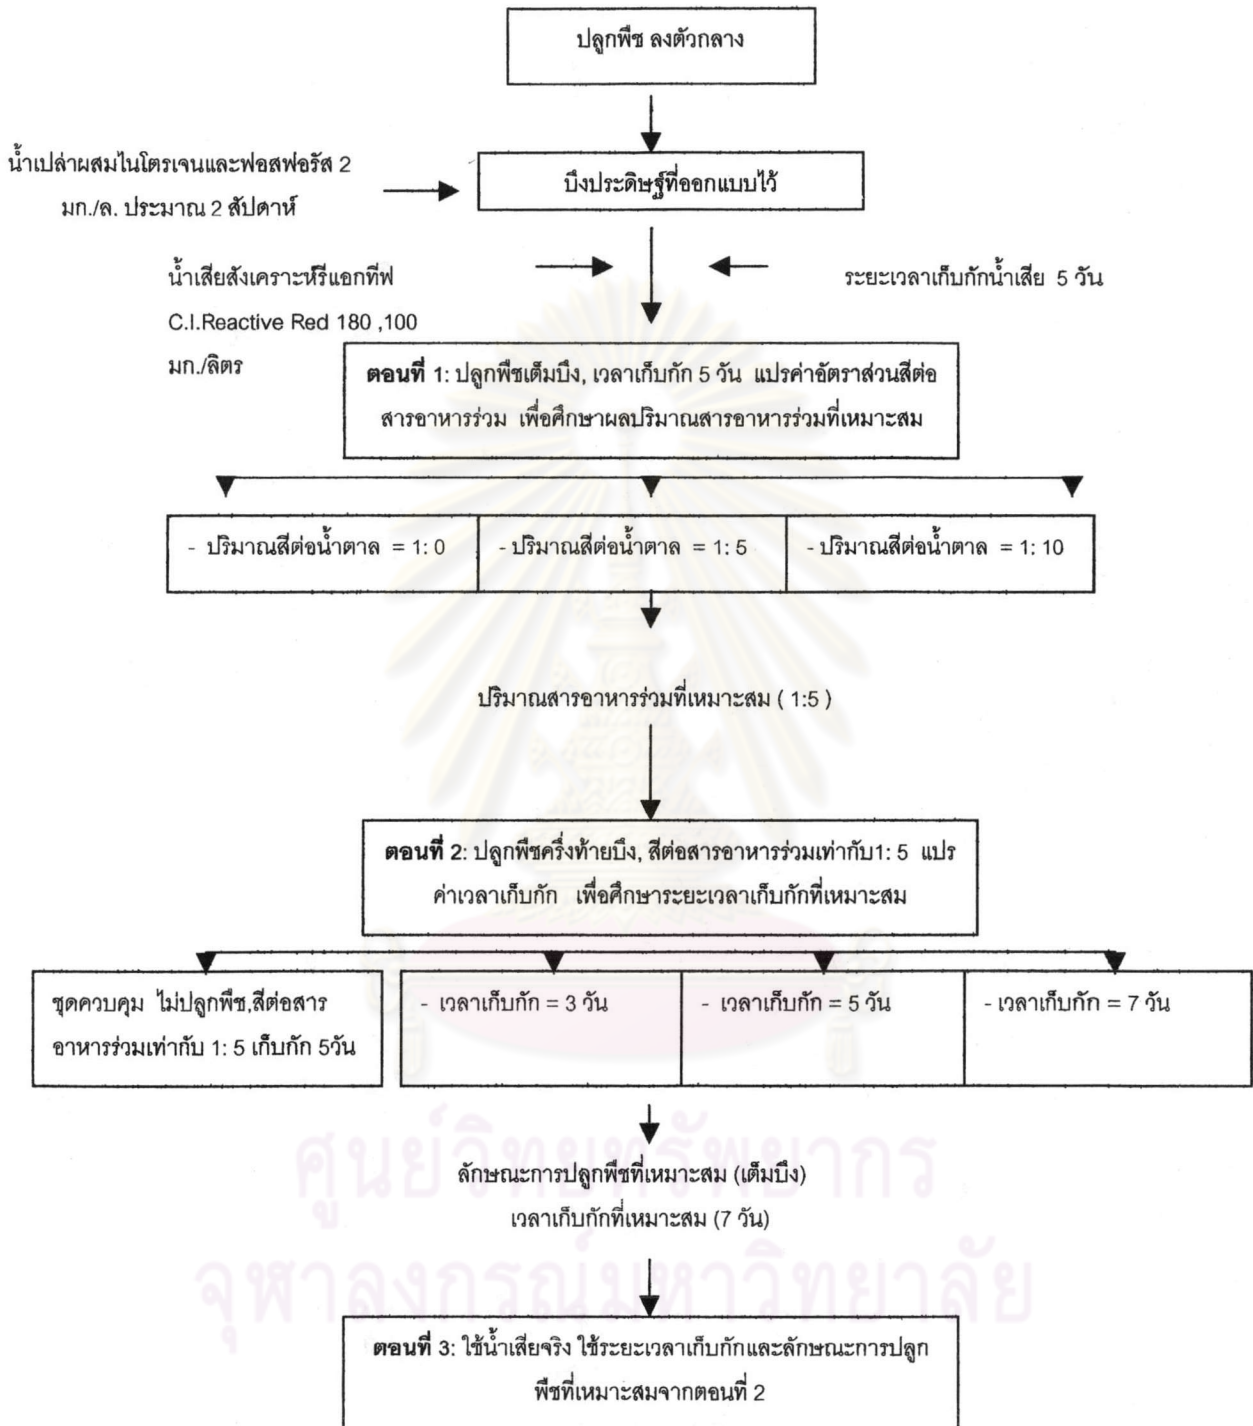 ปลูกพืช ลงตัวกลาง
น้ำเปล่าผสมไนโตรเจนและฟอสฟอรัส 2
มก./ล. ประมาณ 2 สัปดาห์
บึงประดิษฐ์ที่ออกแบบไว้
น้ำเสียสังเคราะห์รีแอกทีฟ
C.I.Reactive Red 180 ,100
มก./ลิตร
ระยะเวลาเก็บกักน้ำเสีย 5 วัน
ตอนที่ 1: ปลูกพืชเต็มบึง, เวลาเก็บกัก 5 วัน แปรค่าอัตราส่วนสีต่อ
สารอาหารร่วม เพื่อศึกษาผลปริมาณสารอาหารร่วมที่เหมาะสม
- ปริมาณสีต่อน้ำตาล = 1: 0
- ปริมาณสีต่อน้ำตาล = 1: 5
- ปริมาณสีต่อน้ำตาล = 1: 10
ปริมาณสารอาหารร่วมที่เหมาะสม ( 1:5 )
ตอนที่ 2: ปลูกพืชครึ่งท้ายบึง, สีต่อสารอาหารร่วมเท่ากับ1: 5 แปร
ค่าเวลาเก็บกัก เพื่อศึกษาระยะเวลาเก็บกักที่เหมาะสม
ชุดควบคุม ไม่ปลูกพืช,สีต่อสาร
อาหารร่วมเท่ากับ 1: 5 เก็บกัก 5วัน
- เวลาเก็บกัก = 3 วัน
- เวลาเก็บกัก = 5 วัน
- เวลาเก็บกัก = 7 วัน
ลักษณะการปลูกพืชที่เหมาะสม (เต็มบึง)
เวลาเก็บกักที่เหมาะสม (7 วัน)
ศูนย์วิทยทรัพยากร
จุฬาลงกรณ์มหาวิทยาลัย
ตอนที่ 3: ใช้น้ำเสียจริง ใช้ระยะเวลาเก็บกักและลักษณะการปลูก
พืชที่เหมาะสมจากตอนที่ 2